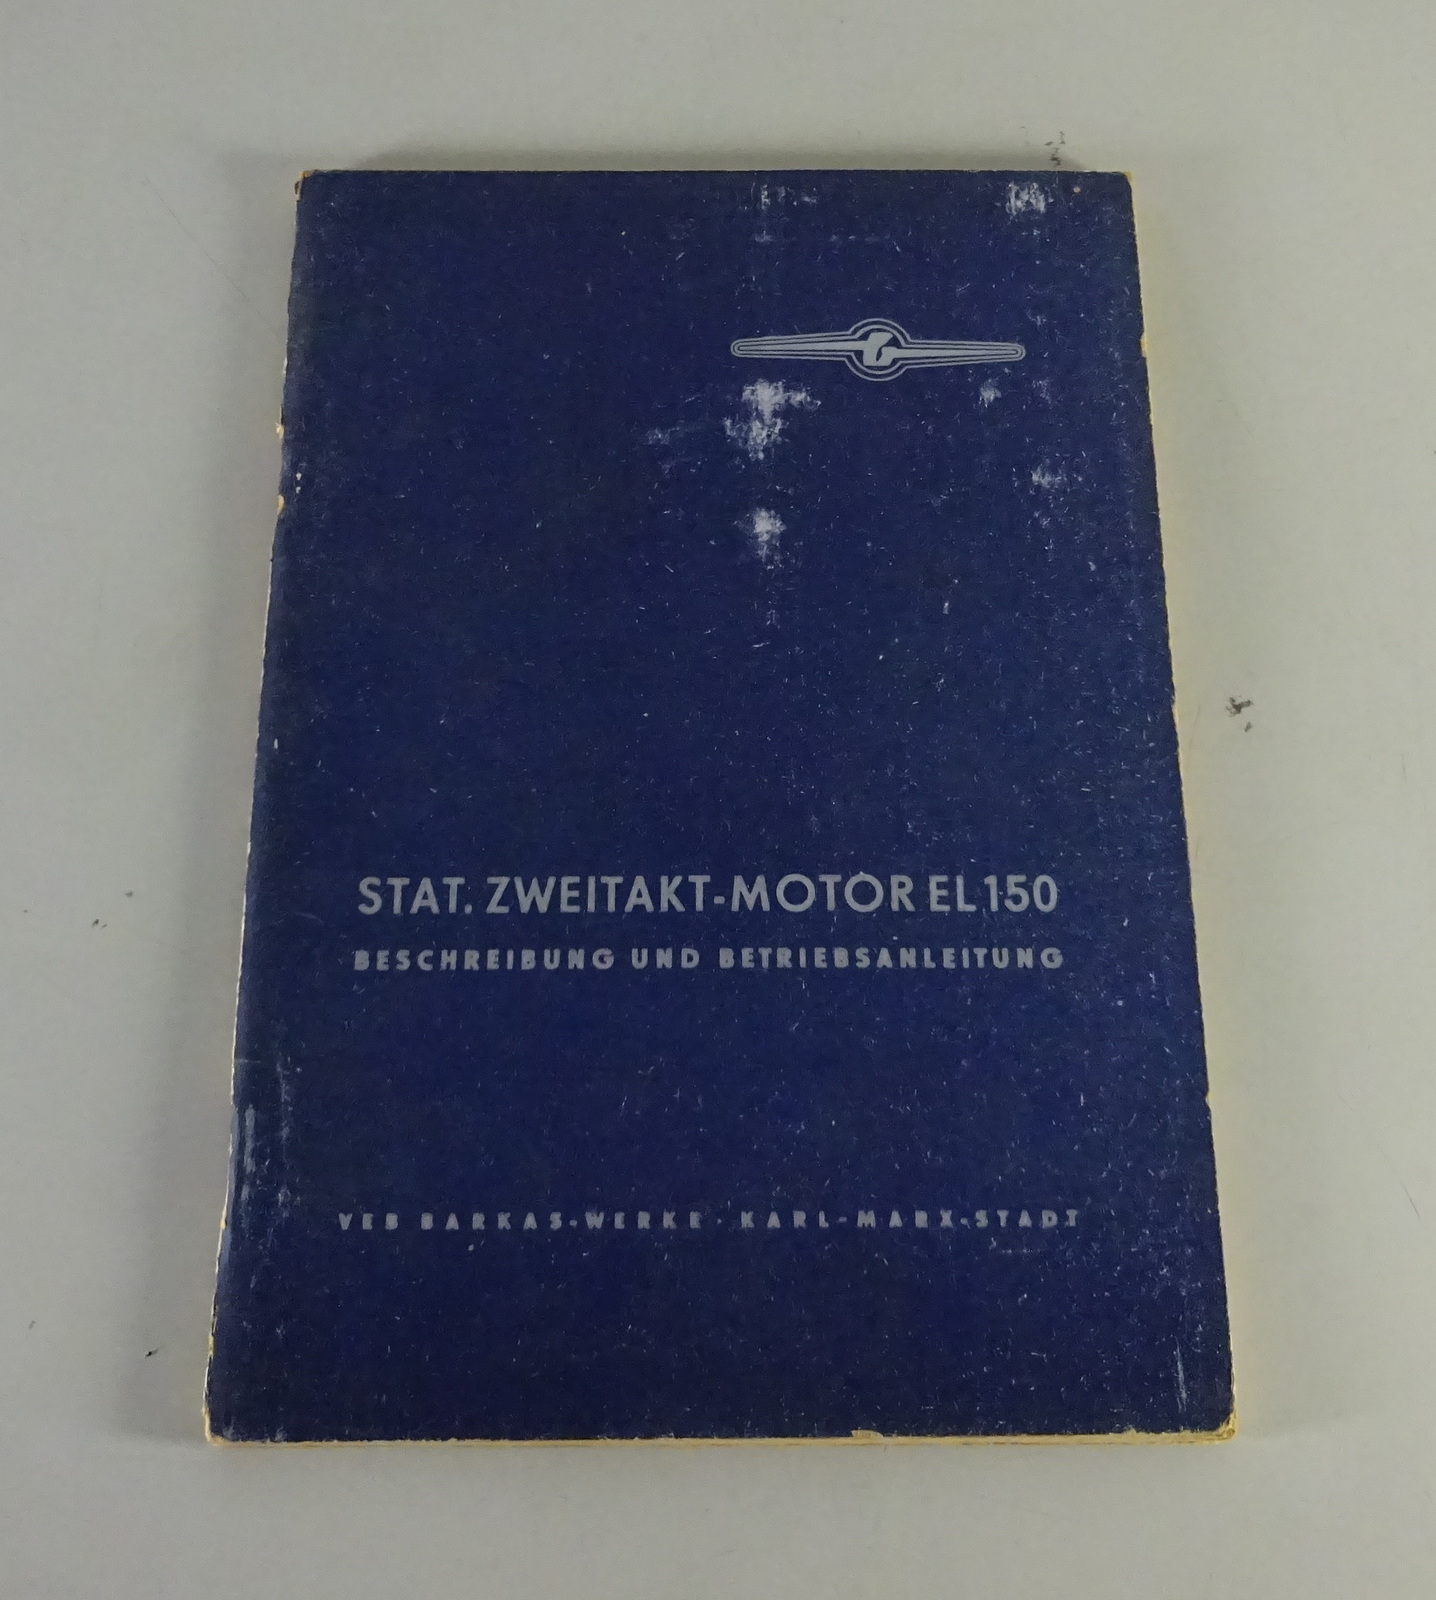 STAT. ZWEITAKT-MOTOR EL 150
BESCHREIBUNG UND BETRIEBSANLEITUNG
VEB BARKAS-WERKE · KARL-MARX-STADT